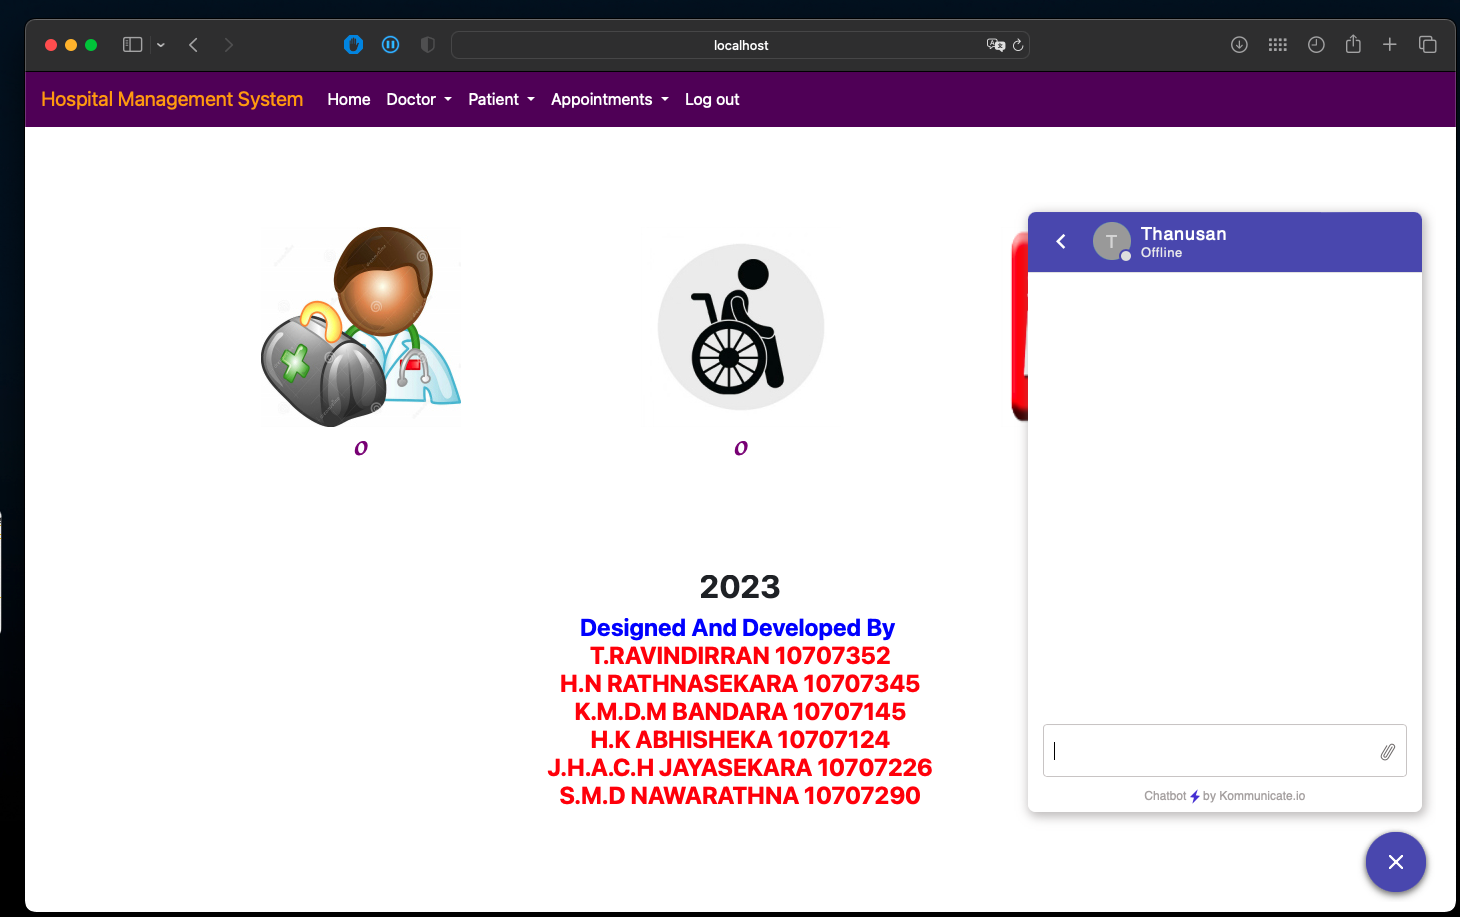 localhost
Hospital Management System Home Doctor Patient Appointments Log out
T Thanusan
Offline
0
0
2023
Designed And Developed By
T.RAVINDIRRAN 10707352
H.N RATHNASEKARA 10707345
K.M.D.M BANDARA 10707145
H.K ABHISHEKA 10707124
J.H.A.C.H JAYASEKARA 10707226
S.M.D NAWARATHNA 10707290
Chatbot by Kommunicate.io